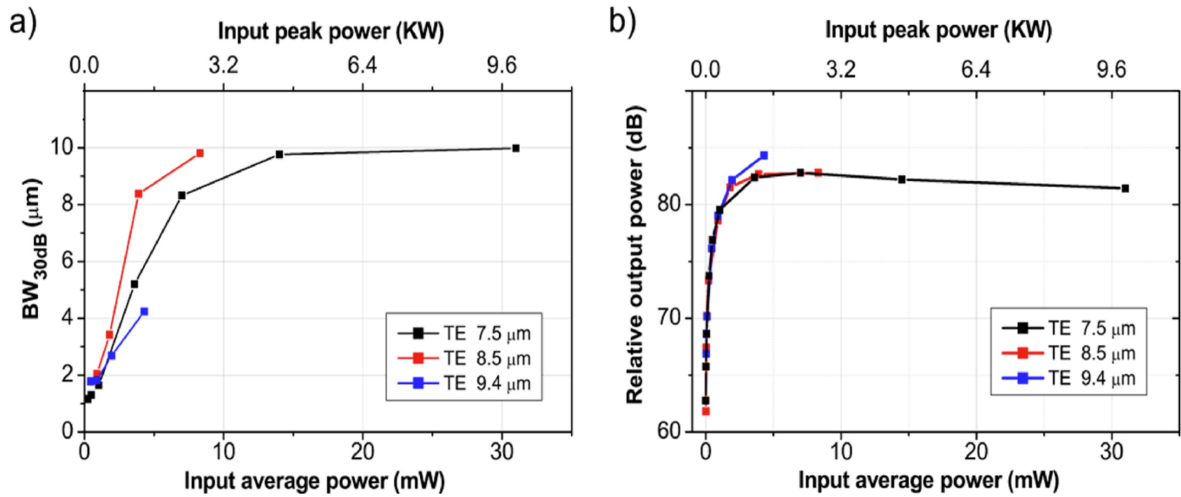 a)
Input peak power (KW)
0.0 3.2 6.4 9.6
BW30dB (μm)
10
8
6
4
2
0
TE 7.5 μm
TE 8.5 μm
TE 9.4 μm
0 10 20 30
Input average power (mW)
b)
Input peak power (KW)
0.0 3.2 6.4 9.6
Relative output power (dB)
80
70
60
TE 7.5 μm
TE 8.5 μm
TE 9.4 μm
0 10 20 30
Input average power (mW)